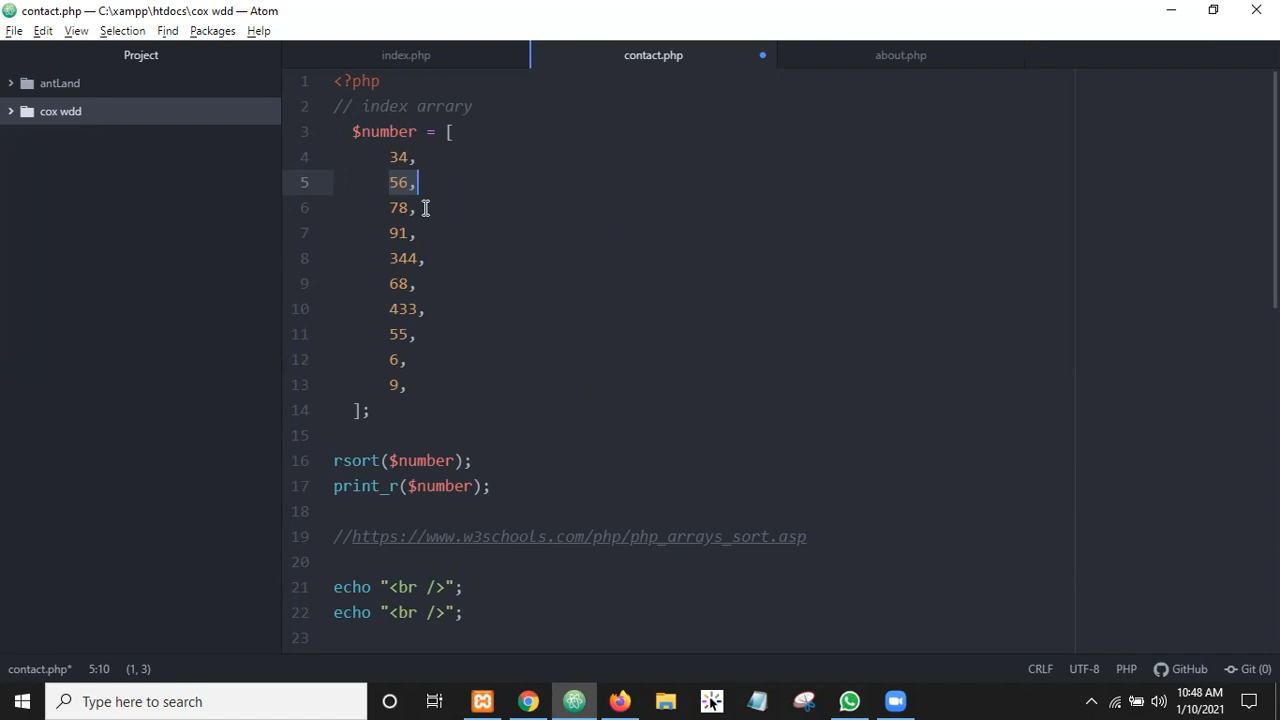 contact.php — C:\xampp\htdocs\cox wdd — Atom
File Edit View Selection Find Packages Help
Project index.php contact.php about.php
antLand
cox wdd
1 <?php
2 // index arrary
3 $number = [
4 34,
5 56,
6 78,
7 91,
8 344,
9 68,
10 433,
11 55,
12 6,
13 9,
14 ];
15
16 rsort($number);
17 print_r($number);
18
19 //https://www.w3schools.com/php/php_arrays_sort.asp
20
21 echo "<br />";
22 echo "<br />";
23
contact.php* 5:10 (1, 3) CRLF UTF-8 PHP GitHub Git (0)
Type here to search
10:48 AM
1/10/2021